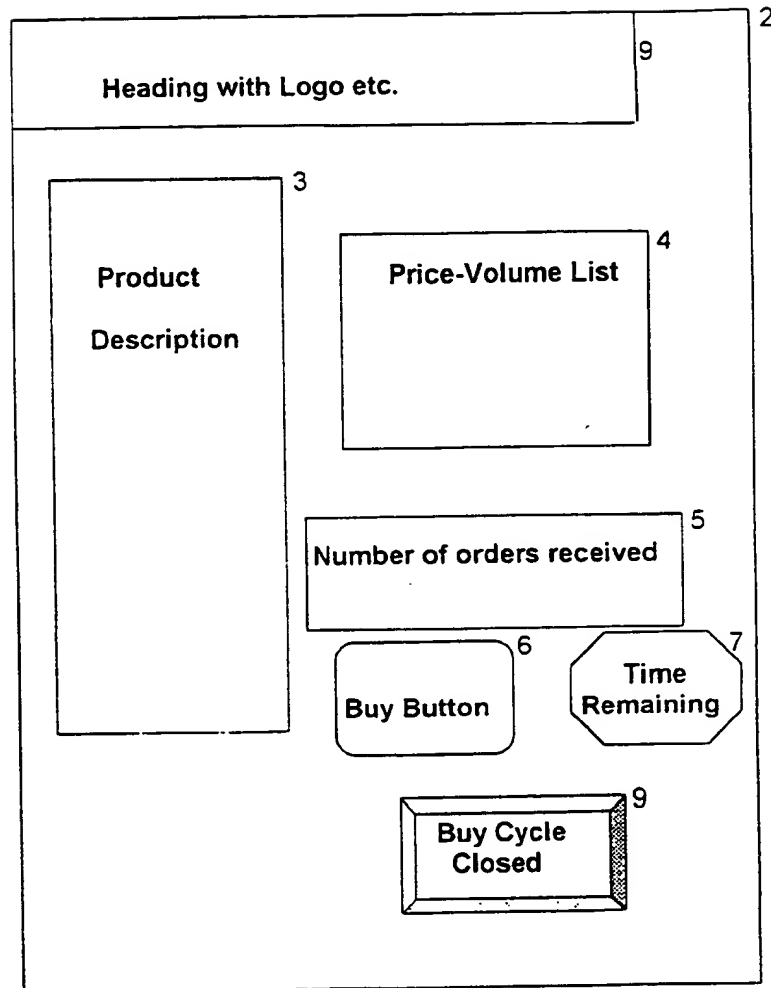 2
9
Heading with Logo etc.
3
Product
Description
4
Price-Volume List
5
Number of orders received
6
Buy Button
7
Time
Remaining
9
Buy Cycle
Closed